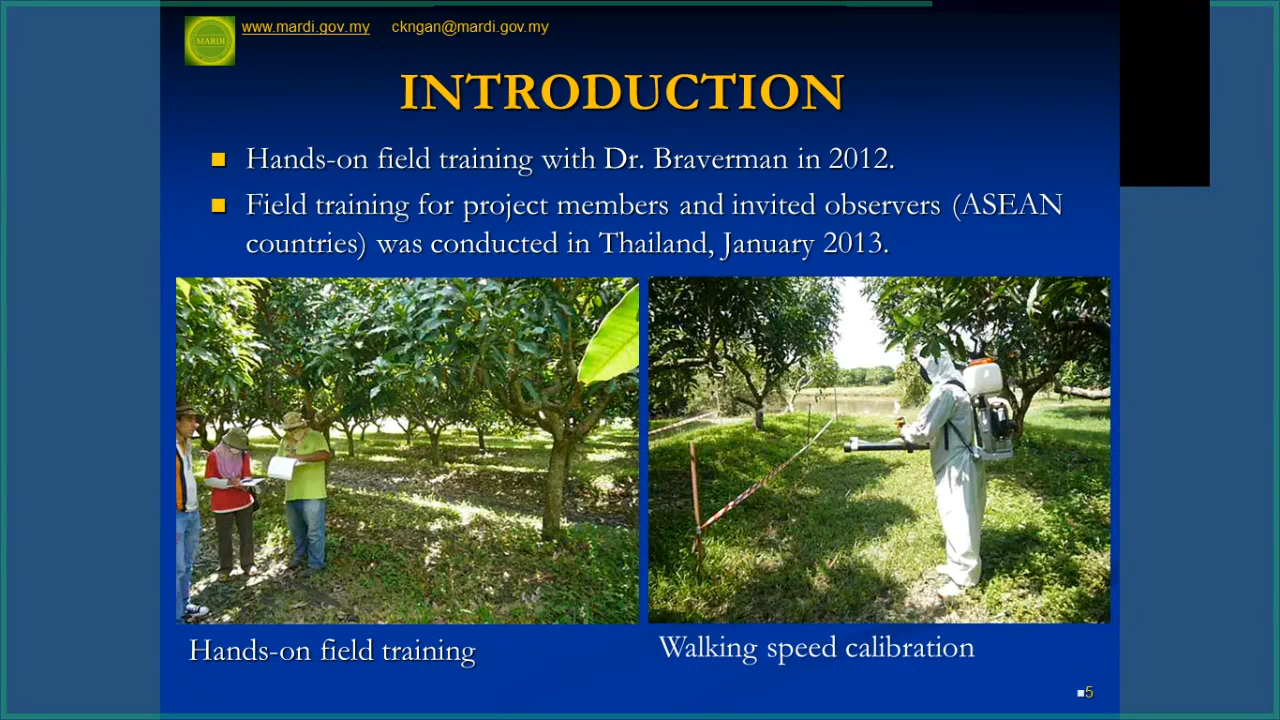 MARDI
www.mardi.gov.my ckngan@mardi.gov.my
INTRODUCTION
Hands-on field training with Dr. Braverman in 2012.
Field training for project members and invited observers (ASEAN
countries) was conducted in Thailand, January 2013.
Hands-on field training
Walking speed calibration
5